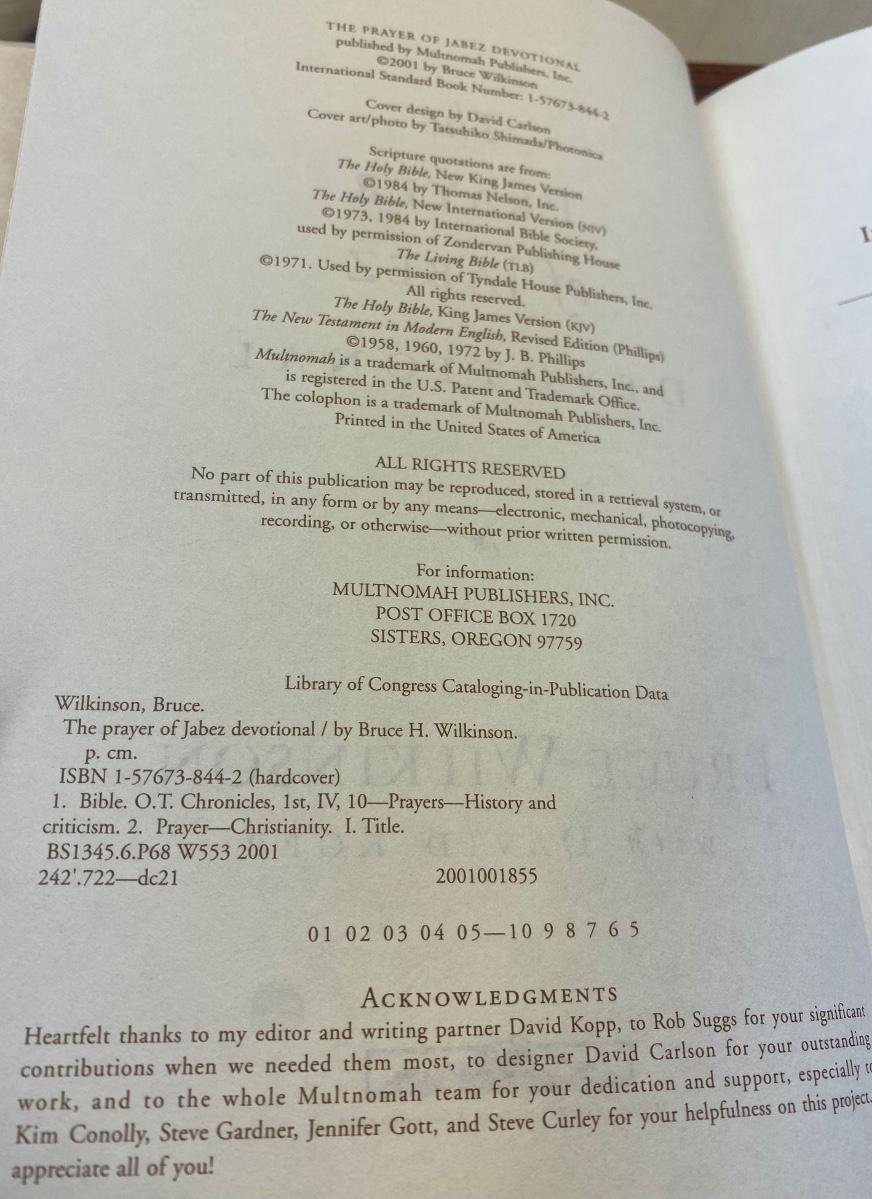 THE PRAYER OF JABEZ DEVOTIONAL
published by Multnomah Publishers, Inc.
©2001 by Bruce Wilkinson
International Standard Book Number: 1-57673-844-2
Cover design by David Carlson
Cover art/photo by Tatsuhiko Shimada/Photonica
Scripture quotations are from:
The Holy Bible, New King James Version
©1984 by Thomas Nelson, Inc.
The Holy Bible, New International Version (NIV)
©1973, 1984 by International Bible Society,
used by permission of Zondervan Publishing House
The Living Bible (TLB)
©1971. Used by permission of Tyndale House Publishers, Inc.
All rights reserved.
The Holy Bible, King James Version (KJV)
The New Testament in Modern English, Revised Edition (Phillips)
©1958, 1960, 1972 by J. B. Phillips
Multnomah is a trademark of Multnomah Publishers, Inc., and
is registered in the U.S. Patent and Trademark Office.
The colophon is a trademark of Multnomah Publishers, Inc.
Printed in the United States of America
ALL RIGHTS RESERVED
No part of this publication may be reproduced, stored in a retrieval system, or
transmitted, in any form or by any means—electronic, mechanical, photocopying,
recording, or otherwise—without prior written permission.
For information:
MULTNOMAH PUBLISHERS, INC.
POST OFFICE BOX 1720
SISTERS, OREGON 97759
Library of Congress Cataloging-in-Publication Data
Wilkinson, Bruce.
The prayer of Jabez devotional / by Bruce H. Wilkinson.
p. cm.
ISBN 1-57673-844-2 (hardcover)
1. Bible. O.T. Chronicles, 1st, IV, 10—Prayers—History and
criticism. 2. Prayer—Christianity. I. Title.
BS1345.6.P68 W553 2001
242'.722—dc21 2001001855
01 02 03 04 05—10 9 8 7 6 5
ACKNOWLEDGMENTS
Heartfelt thanks to my editor and writing partner David Kopp, to Rob Suggs for your significant
contributions when we needed them most, to designer David Carlson for your outstanding
work, and to the whole Multnomah team for your dedication and support, especially
Kim Conolly, Steve Gardner, Jennifer Gott, and Steve Curley for your helpfulness on this project.
appreciate all of you!